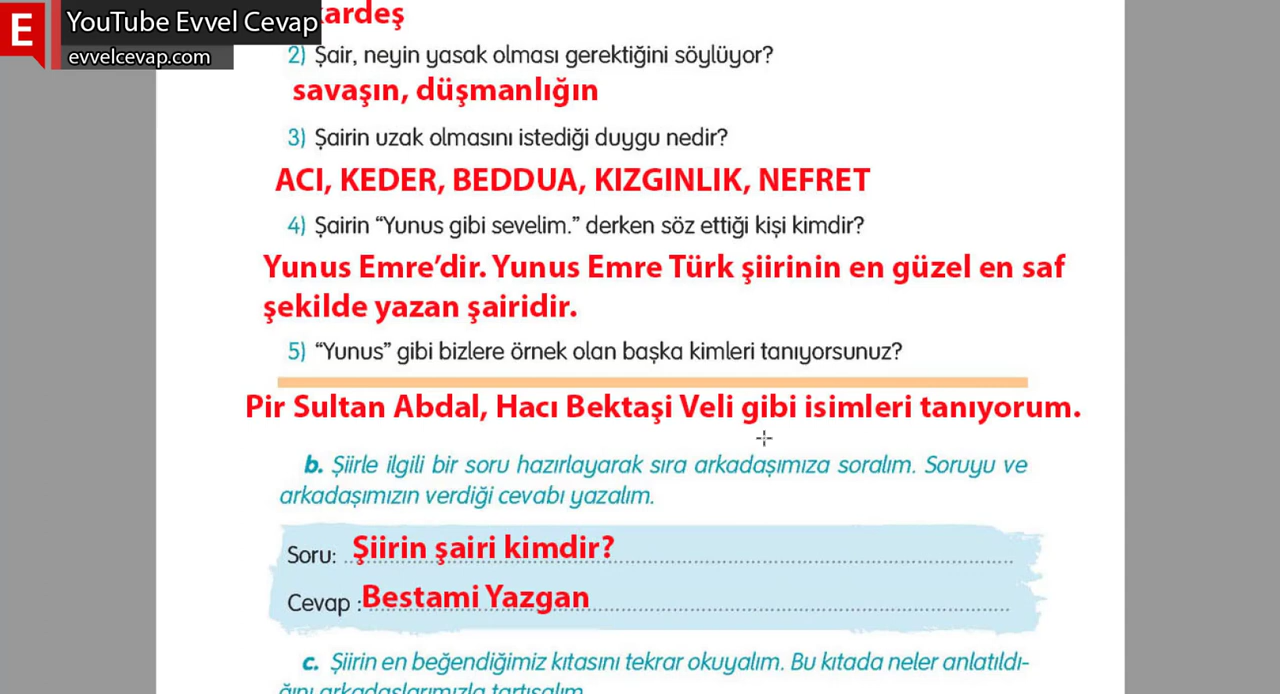 E YouTube Evvel Cevap
evvelcevap.com
kardeş
2) Şair, neyin yasak olması gerektiğini söylüyor?
savaşın, düşmanlığın
3) Şairin uzak olmasını istediği duygu nedir?
ACI, KEDER, BEDDUA, KIZGINLIK, NEFRET
4) Şairin “Yunus gibi sevelim.” derken söz ettiği kişi kimdir?
Yunus Emre’dir. Yunus Emre Türk şiirinin en güzel en saf
şekilde yazan şairidir.
5) “Yunus” gibi bizlere örnek olan başka kimleri tanıyorsunuz?
Pir Sultan Abdal, Hacı Bektaşi Veli gibi isimleri tanıyorum.
b. Şiirle ilgili bir soru hazırlayarak sıra arkadaşımıza soralım. Soruyu ve
arkadaşımızın verdiği cevabı yazalım.
Soru: Şiirin şairi kimdir?
Cevap : Bestami Yazgan
c. Şiirin en beğendiğimiz kıtasını tekrar okuyalım. Bu kıtada neler anlatıldı-
ğını arkadaşlarımızla tartışalım.